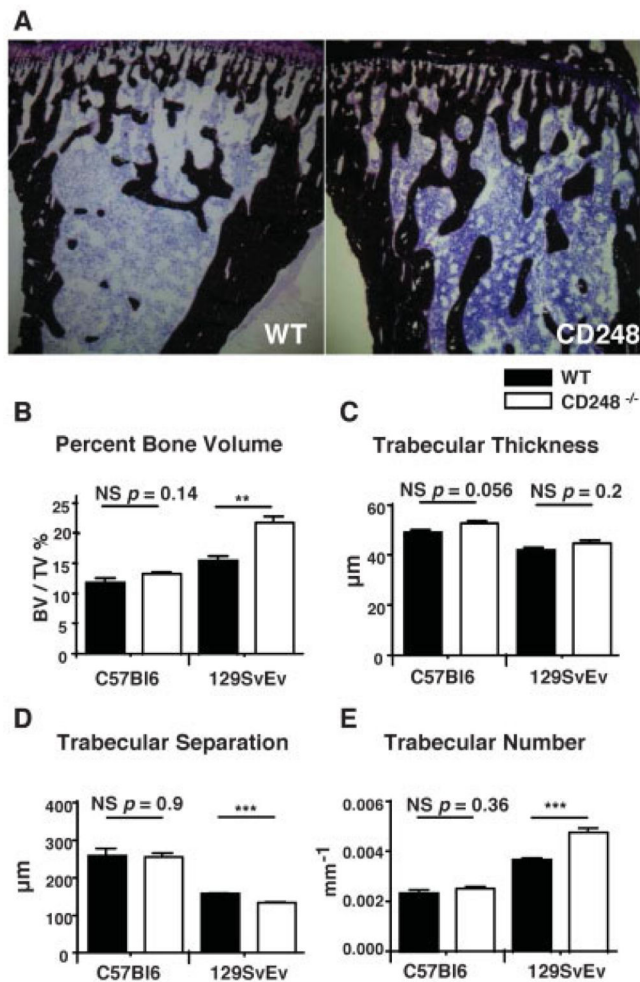 A
WT
CD248
WT
CD248 -/-
B
Percent Bone Volume
NS p = 0.14
**
25
20
15
10
5
0
BV / TV %
C57Bl6
129SvEv
C
Trabecular Thickness
NS p = 0.056
NS p = 0.2
60
40
20
0
µm
C57Bl6
129SvEv
D
Trabecular Separation
NS p = 0.9
***
400
300
200
100
0
µm
C57Bl6
129SvEv
E
Trabecular Number
NS p = 0.36
***
0.006
0.004
0.002
0.000
mm-1
C57Bl6
129SvEv